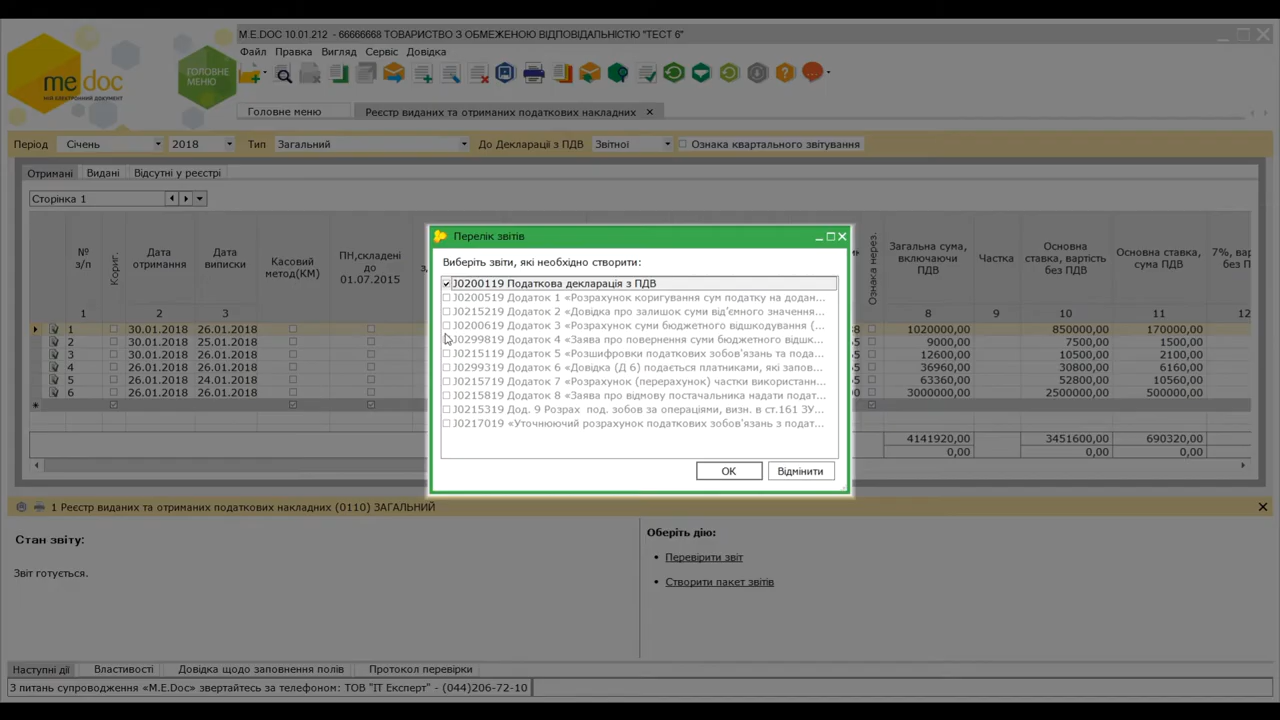 M.E.DOC 10.01.212 - 66666668 ТОВАРИСТВО З ОБМЕЖЕНОЮ ВІДПОВІДАЛЬНІСТЮ "ТЕСТ 6"
Файл Правка Вигляд Сервіс Довідка
me doc
МІЙ ЕЛЕКТРОННИЙ ДОКУМЕНТ
ГОЛОВНЕ МЕНЮ
Головне меню Реєстр виданих та отриманих податкових накладних
Період Січень 2018 Тип Загальний До Декларації з ПДВ Звітної Ознака квартального звітування
Отримані Видані Відсутні у реєстрі
Сторінка 1
№ з/п Кориг. Дата отримання Дата виписки Касовий метод(КМ) ПН,складені до 01.07.2015 Ознака нерез. Загальна сума, включаючи ПДВ Частка Основна ставка, вартість без ПДВ Основна ставка, сума ПДВ
1 2 3 8 9 10 11 12
1 30.01.2018 26.01.2018 1020000,00 850000,00 170000,00
2 30.01.2018 26.01.2018 9000,00 7500,00 1500,00
3 30.01.2018 26.01.2018 12600,00 10500,00 2100,00
4 26.01.2018 26.01.2018 36960,00 30800,00 6160,00
5 26.01.2018 24.01.2018 63360,00 52800,00 10560,00
6 26.01.2018 26.01.2018 3000000,00 2500000,00 500000,00
4141920,00 3451600,00 690320,00
0,00 0,00 0,00
Перелік звітів
Виберіть звіти, які необхідно створити:
J0200119 Податкова декларація з ПДВ
J0200519 Додаток 1 «Розрахунок коригування сум податку на додан...
J0215219 Додаток 2 «Довідка про залишок суми від'ємного значення...
J0200619 Додаток 3 «Розрахунок суми бюджетного відшкодування (...
J0299819 Додаток 4 «Заява про повернення суми бюджетного відшк...
J0215119 Додаток 5 «Розшифровки податкових зобов'язань та пода...
J0299319 Додаток 6 «Довідка (Д 6) подається платниками, які запов...
J0215719 Додаток 7 «Розрахунок (перерахунок) частки використанн...
J0215819 Додаток 8 «Заява про відмову постачальника надати подат...
J0215319 Дод. 9 Розрах под. зобов за операціями, визн. в ст.161 ЗУ...
J0217019 «Уточнюючий розрахунок податкових зобов'язань з подат...
OK Відмінити
1 Реєстр виданих та отриманих податкових накладних (0110) ЗАГАЛЬНИЙ
Стан звіту:
Звіт готується.
Оберіть дію:
Перевірити звіт
Створити пакет звітів
Наступні дії Властивості Довідка щодо заповнення полів Протокол перевірки
З питань супроводження «M.E.Doc» звертайтесь за телефоном: ТОВ "ІТ Експерт" - (044)206-72-10